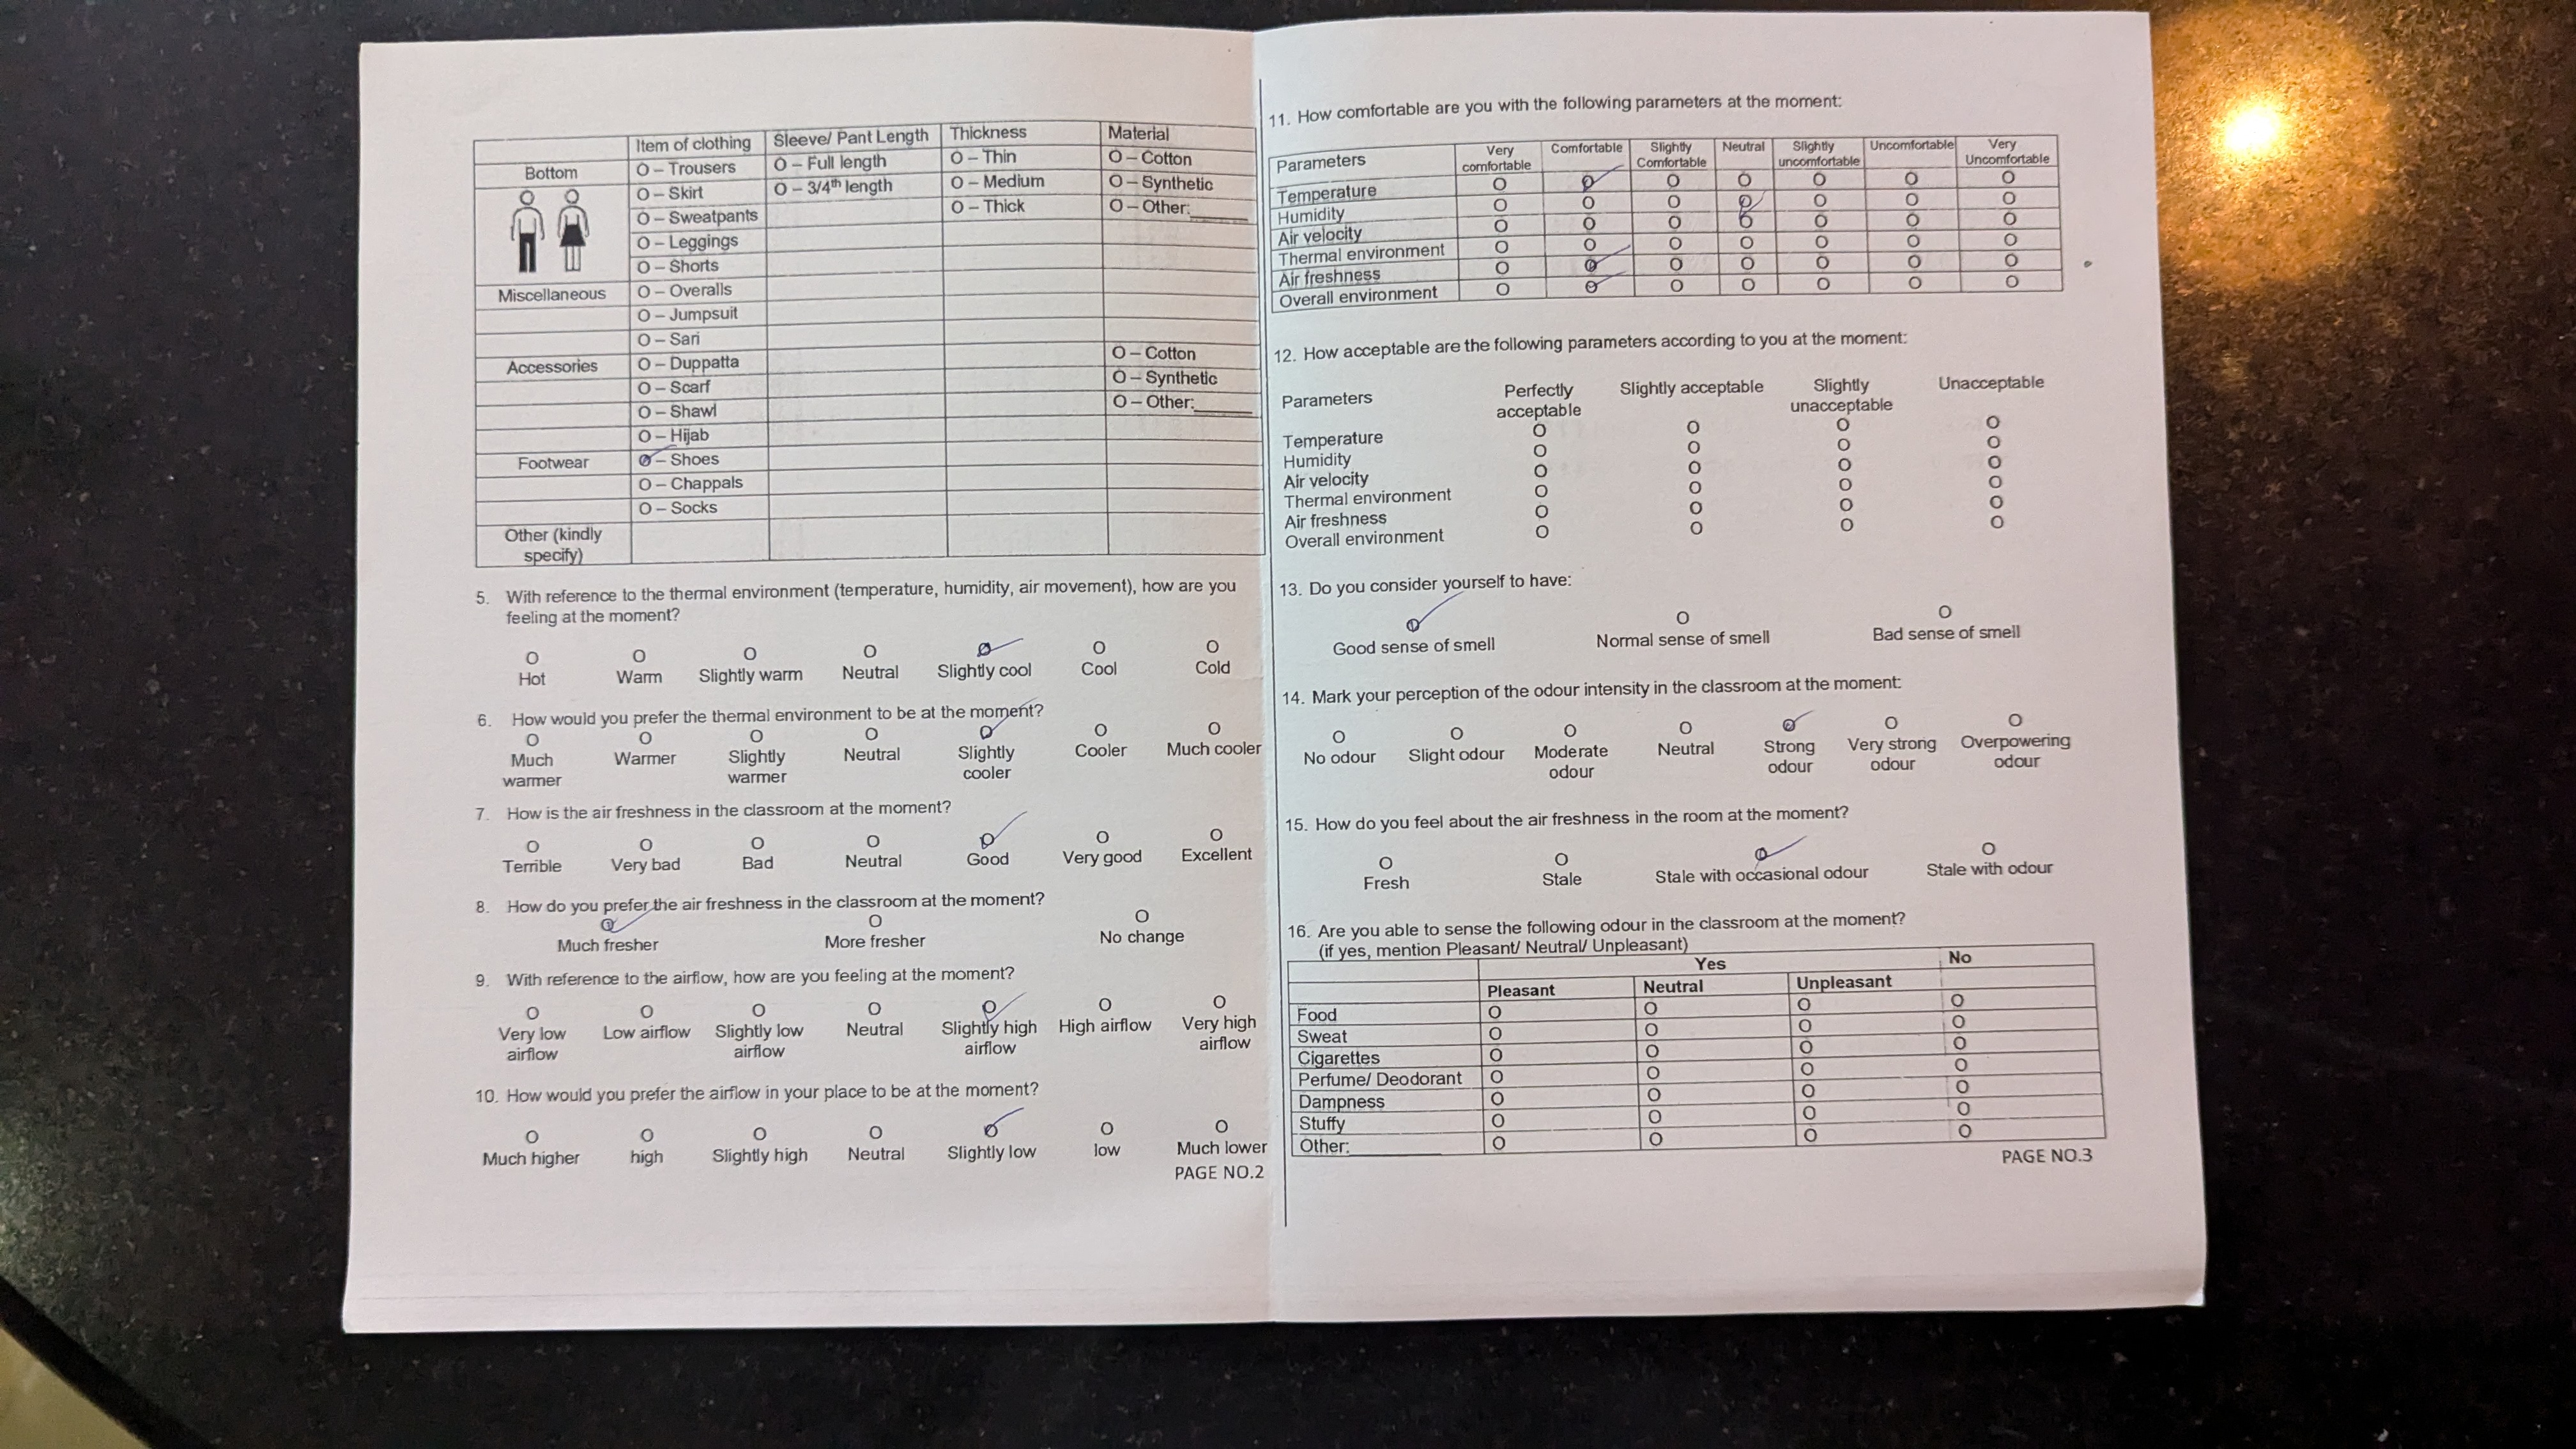 Item of clothing Sleeve/ Pant Length Thickness Material
Bottom O – Trousers O – Full length O – Thin O – Cotton
O – Skirt O – 3/4th length O – Medium O – Synthetic
O – Sweatpants O – Thick O – Other:______
O – Leggings
O – Shorts
Miscellaneous O – Overalls
O – Jumpsuit
O – Sari
Accessories O – Duppatta O – Cotton
O – Scarf O – Synthetic
O – Shawl O – Other:______
O – Hijab
Footwear O – Shoes
O – Chappals
O – Socks
Other (kindly
specify)
5. With reference to the thermal environment (temperature, humidity, air movement), how are you
feeling at the moment?
O O O O O O O
Hot Warm Slightly warm Neutral Slightly cool Cool Cold
6. How would you prefer the thermal environment to be at the moment?
O O O O O O O
Much Warmer Slightly Neutral Slightly Cooler Much cooler
warmer warmer cooler
7. How is the air freshness in the classroom at the moment?
O O O O O O O
Terrible Very bad Bad Neutral Good Very good Excellent
8. How do you prefer the air freshness in the classroom at the moment?
O O O
Much fresher More fresher No change
9. With reference to the airflow, how are you feeling at the moment?
O O O O O O O
Very low Low airflow Slightly low Neutral Slightly high High airflow Very high
airflow airflow airflow airflow
10. How would you prefer the airflow in your place to be at the moment?
O O O O O O O
Much higher high Slightly high Neutral Slightly low low Much lower
PAGE NO.2
11. How comfortable are you with the following parameters at the moment:
Parameters Very Comfortable Slightly Neutral Slightly Uncomfortable Very
comfortable Comfortable uncomfortable Uncomfortable
Temperature O O O O O O O
Humidity O O O O O O O
Air velocity O O O O O O O
Thermal environment O O O O O O O
Air freshness O O O O O O O
Overall environment O O O O O O O
12. How acceptable are the following parameters according to you at the moment:
Parameters Perfectly Slightly acceptable Slightly Unacceptable
acceptable unacceptable
Temperature O O O O
Humidity O O O O
Air velocity O O O O
Thermal environment O O O O
Air freshness O O O O
Overall environment O O O O
13. Do you consider yourself to have:
O O O
Good sense of smell Normal sense of smell Bad sense of smell
14. Mark your perception of the odour intensity in the classroom at the moment:
O O O O O O O
No odour Slight odour Moderate Neutral Strong Very strong Overpowering
odour odour odour odour
15. How do you feel about the air freshness in the room at the moment?
O O O O
Fresh Stale Stale with occasional odour Stale with odour
16. Are you able to sense the following odour in the classroom at the moment?
(if yes, mention Pleasant/ Neutral/ Unpleasant)
Yes No
Pleasant Neutral Unpleasant
Food O O O O
Sweat O O O O
Cigarettes O O O O
Perfume/ Deodorant O O O O
Dampness O O O O
Stuffy O O O O
Other:__________ O O O O
PAGE NO.3